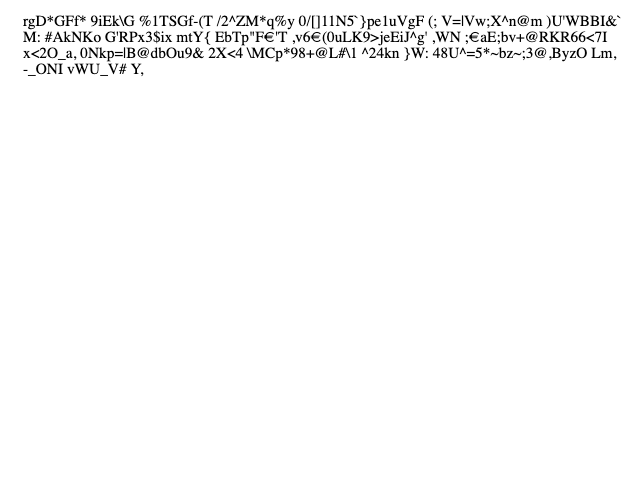 rgD*GFf* 9iEk\G %1TSGf-(T /2^ZM*q%y 0/[]11N5`}pe1uVgF (; V=|Vw;X^n@m )U'WBBI&`
M: #AkNKo G'RPx3$ix mtY{ EbTp"F€'T ,v6€(0uLK9>jeEiJ^g' ,WN ;€aE;bv+@RKR66<7I
x<2O_a, 0Nkp=|B@dbOu9& 2X<4 \MCp*98+@L#\1 ^24kn }W: 48U^=5*~bz~;3@,ByzO Lm,
-_ONI vWU_V# Y,